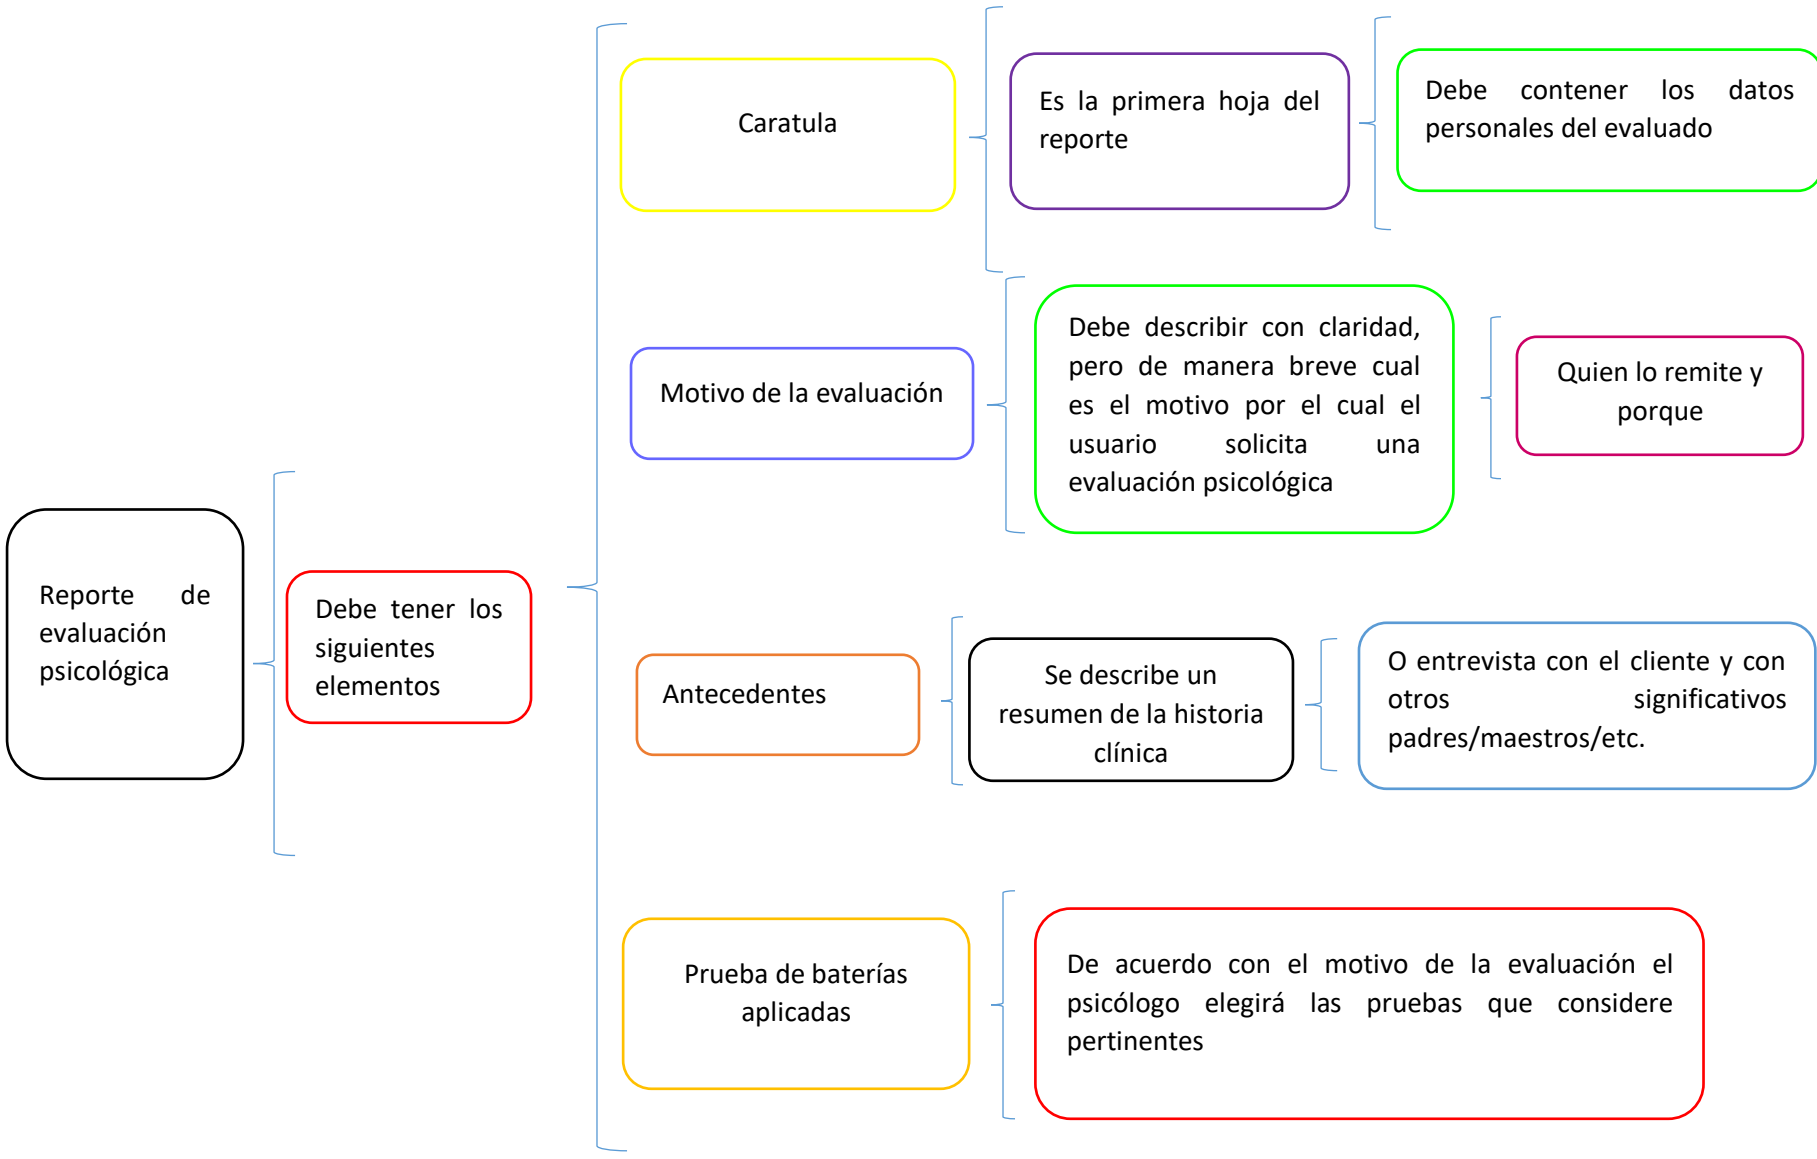 Caratula
Es la primera hoja del
reporte
Debe contener los datos
personales del evaluado
Motivo de la evaluación
Debe describir con claridad,
pero de manera breve cual
es el motivo por el cual el
usuario solicita una
evaluación psicológica
Quien lo remite y
porque
Reporte de
evaluación
psicológica
Debe tener los
siguientes
elementos
Antecedentes
Se describe un
resumen de la historia
clínica
O entrevista con el cliente y con
otros significativos
padres/maestros/etc.
Prueba de baterías
aplicadas
De acuerdo con el motivo de la evaluación el
psicólogo elegirá las pruebas que considere
pertinentes